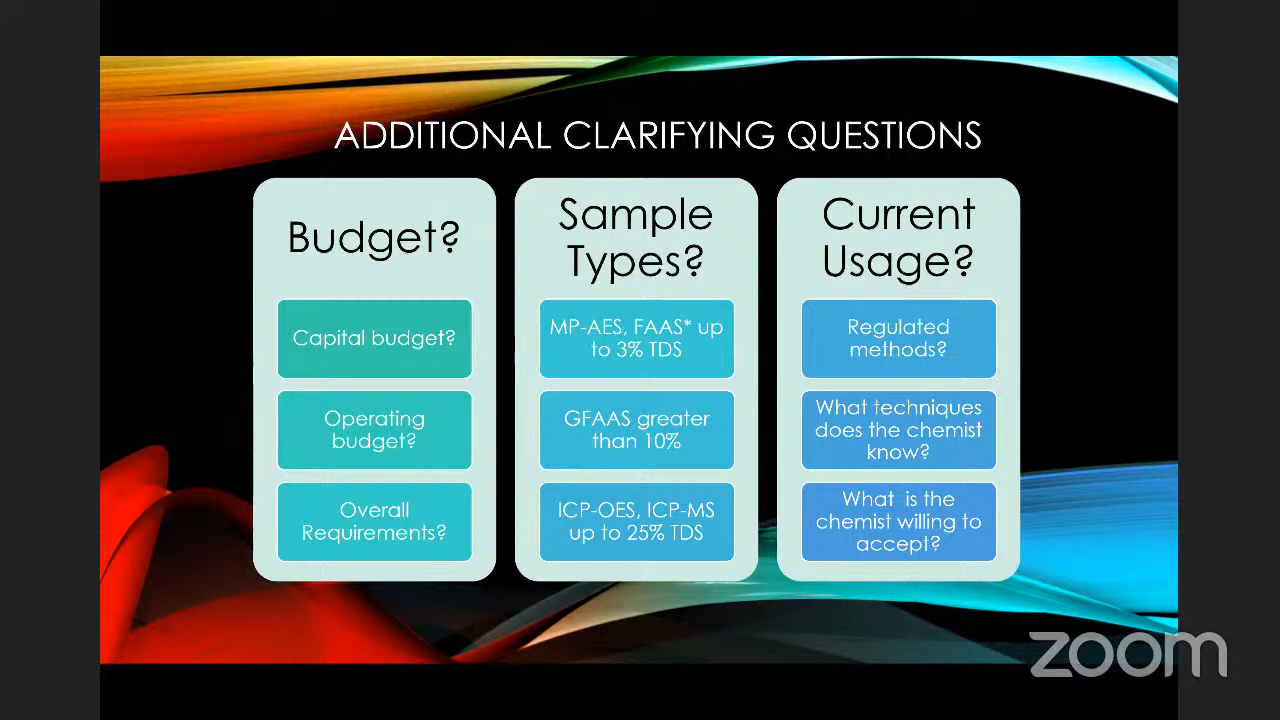 ADDITIONAL CLARIFYING QUESTIONS
Budget?
Capital budget?
Operating
budget?
Overall
Requirements?
Sample
Types?
MP-AES, FAAS* up
to 3% TDS
GFAAS greater
than 10%
ICP-OES, ICP-MS
up to 25% TDS
Current
Usage?
Regulated
methods?
What techniques
does the chemist
know?
What is the
chemist willing to
accept?
zoom